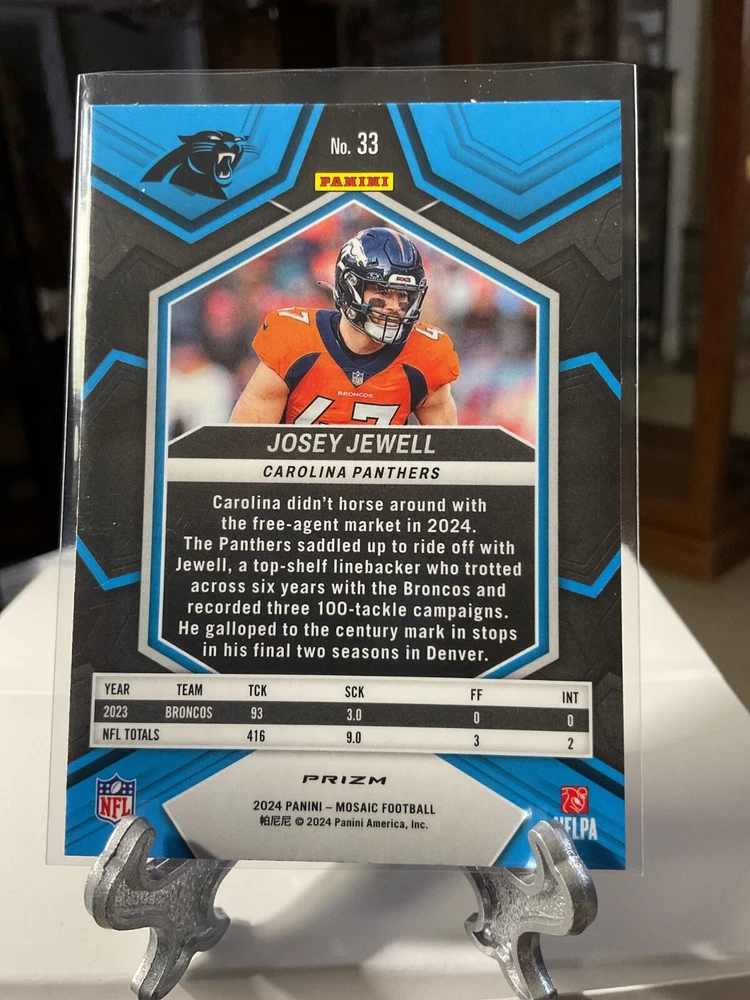 No. 33
PANINI
47
47
BRONCOS
JOSEY JEWELL
CAROLINA PANTHERS
Carolina didn't horse around with
the free-agent market in 2024.
The Panthers saddled up to ride off with
Jewell, a top-shelf linebacker who trotted
across six years with the Broncos and
recorded three 100-tackle campaigns.
He galloped to the century mark in stops
in his final two seasons in Denver.
YEAR TEAM TCK SCK FF INT
2023 BRONCOS 93 3.0 0 0
NFL TOTALS 416 9.0 3 2
PRIZM
NFL
2024 PANINI – MOSAIC FOOTBALL
帕尼尼 © 2024 Panini America, Inc.
NFLPA